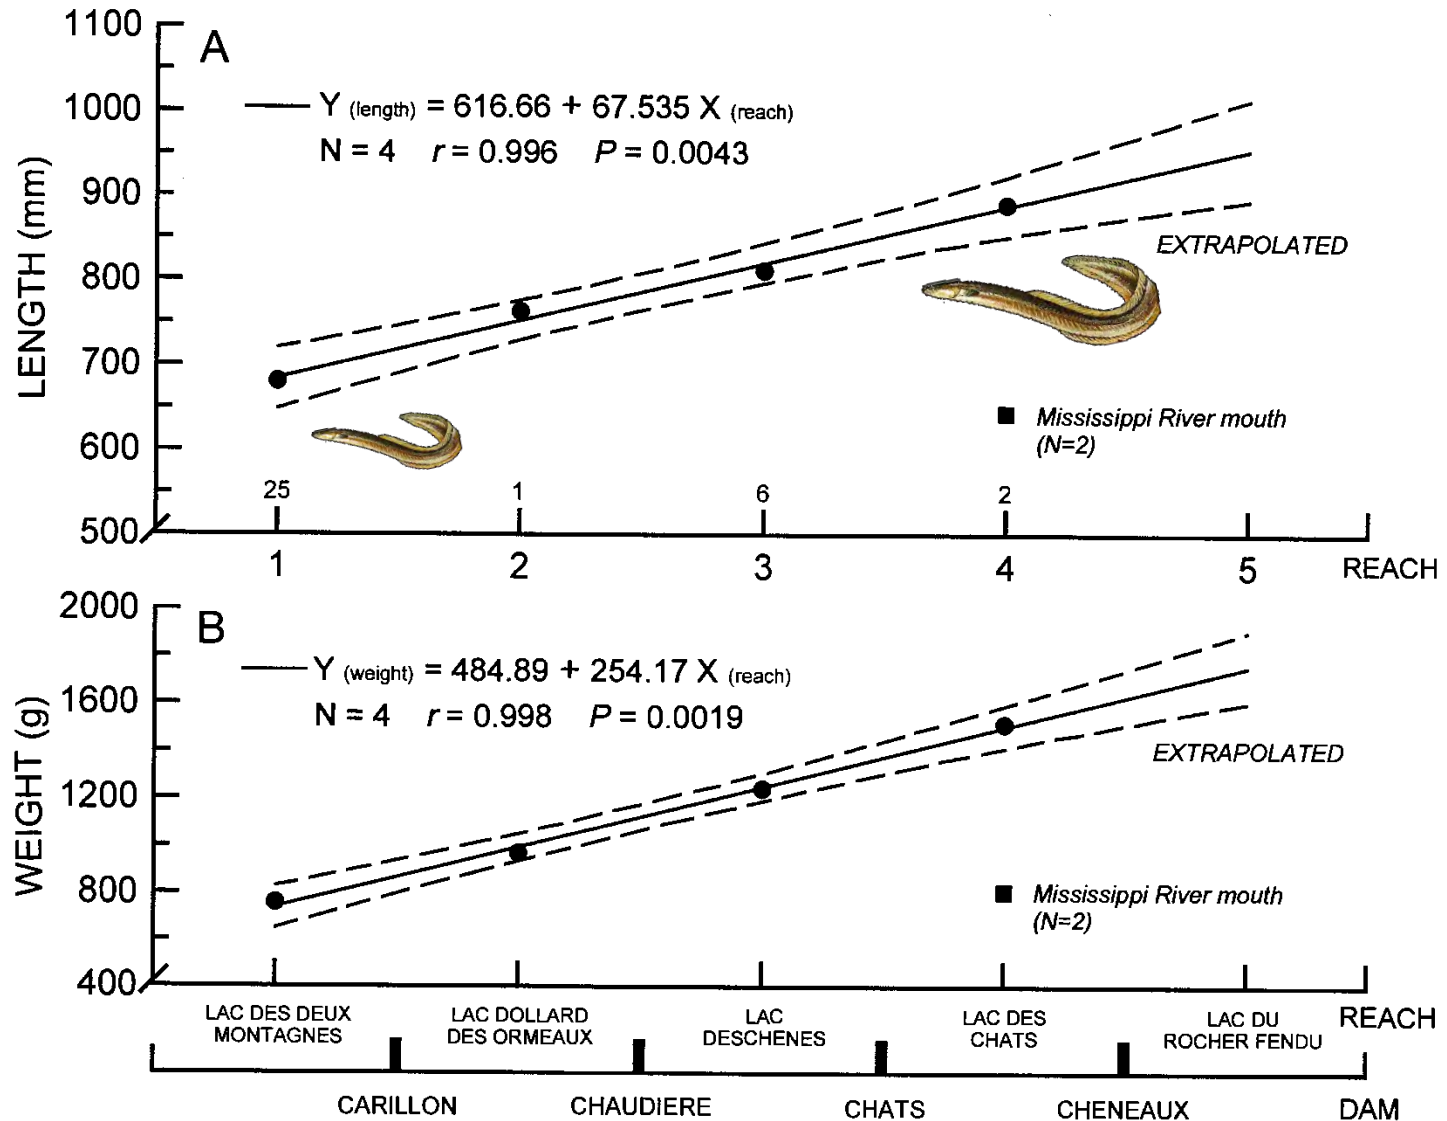 1100
A
Y (length) = 616.66 + 67.535 X (reach)
N = 4 r = 0.996 P = 0.0043
1000
900
800
700
600
500
LENGTH (mm)
EXTRAPOLATED
Mississippi River mouth
(N=2)
25 1 6 2
1 2 3 4 5 REACH
2000
B
Y (weight) = 484.89 + 254.17 X (reach)
N = 4 r = 0.998 P = 0.0019
1600
1200
800
400
WEIGHT (g)
EXTRAPOLATED
Mississippi River mouth
(N=2)
LAC DES DEUX
MONTAGNES
LAC DOLLARD
DES ORMEAUX
LAC
DESCHENES
LAC DES
CHATS
LAC DU
ROCHER FENDU
REACH
CARILLON CHAUDIERE CHATS CHENEAUX DAM